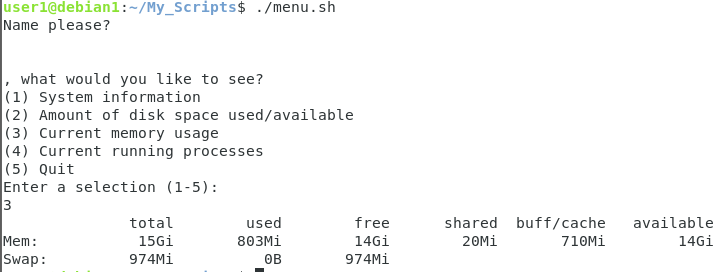 user1@debian1:~/My_Scripts$ ./menu.sh
Name please?
, what would you like to see?
(1) System information
(2) Amount of disk space used/available
(3) Current memory usage
(4) Current running processes
(5) Quit
Enter a selection (1-5):
3
total used free shared buff/cache available
Mem: 15Gi 803Mi 14Gi 20Mi 710Mi 14Gi
Swap: 974Mi 0B 974Mi